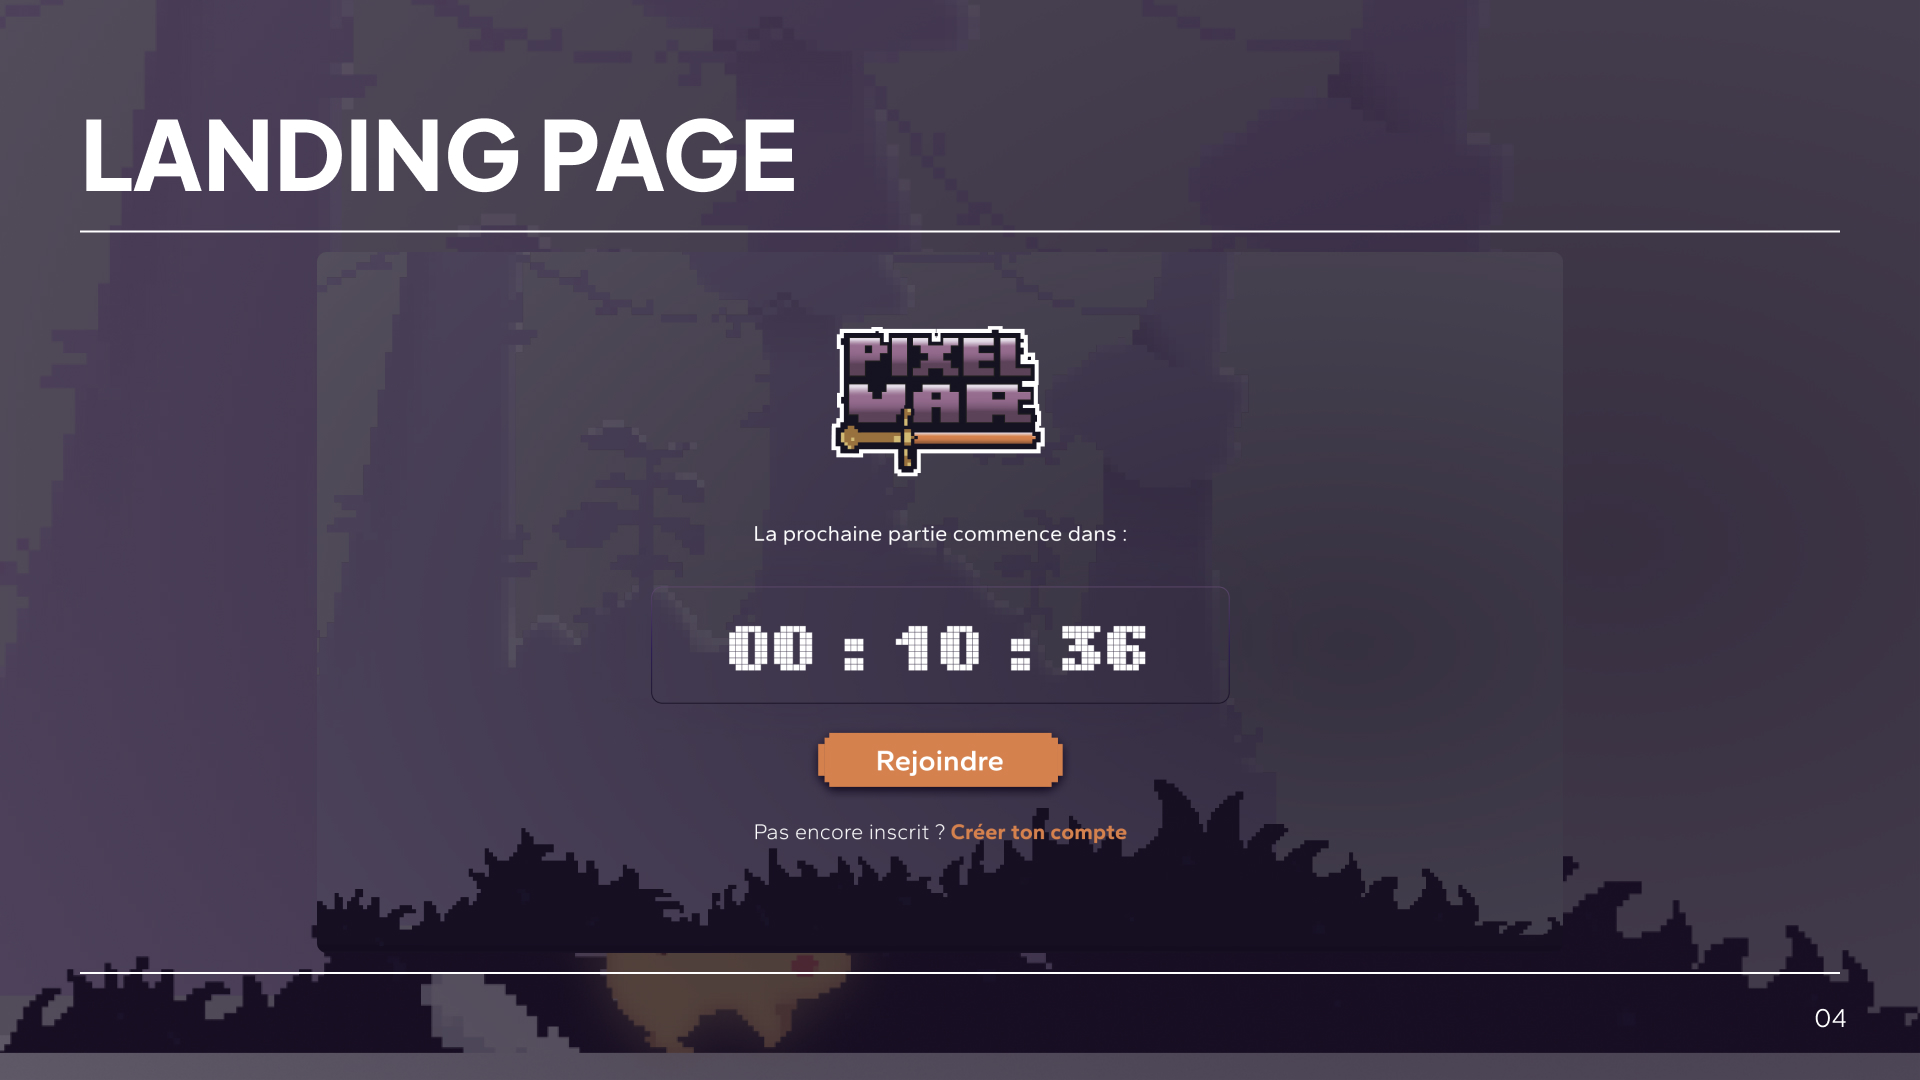 LANDING PAGE
PIXEL
WAR
La prochaine partie commence dans :
00 : 10 : 36
Rejoindre
Pas encore inscrit ? Créer ton compte
04